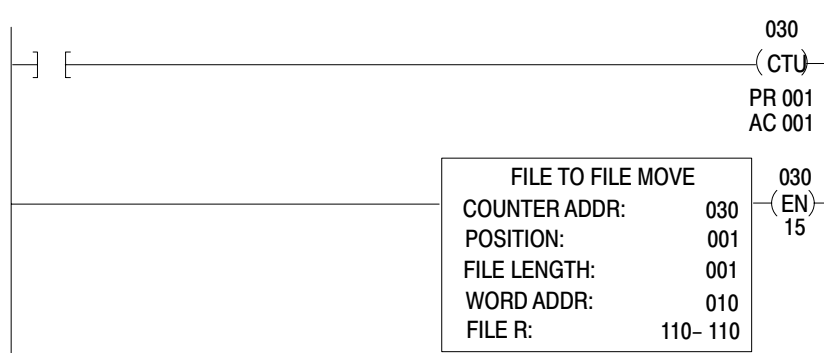 030
CTU
PR 001
AC 001
FILE TO FILE MOVE
COUNTER ADDR: 030
POSITION: 001
FILE LENGTH: 001
WORD ADDR: 010
FILE R: 110– 110
030
EN
15